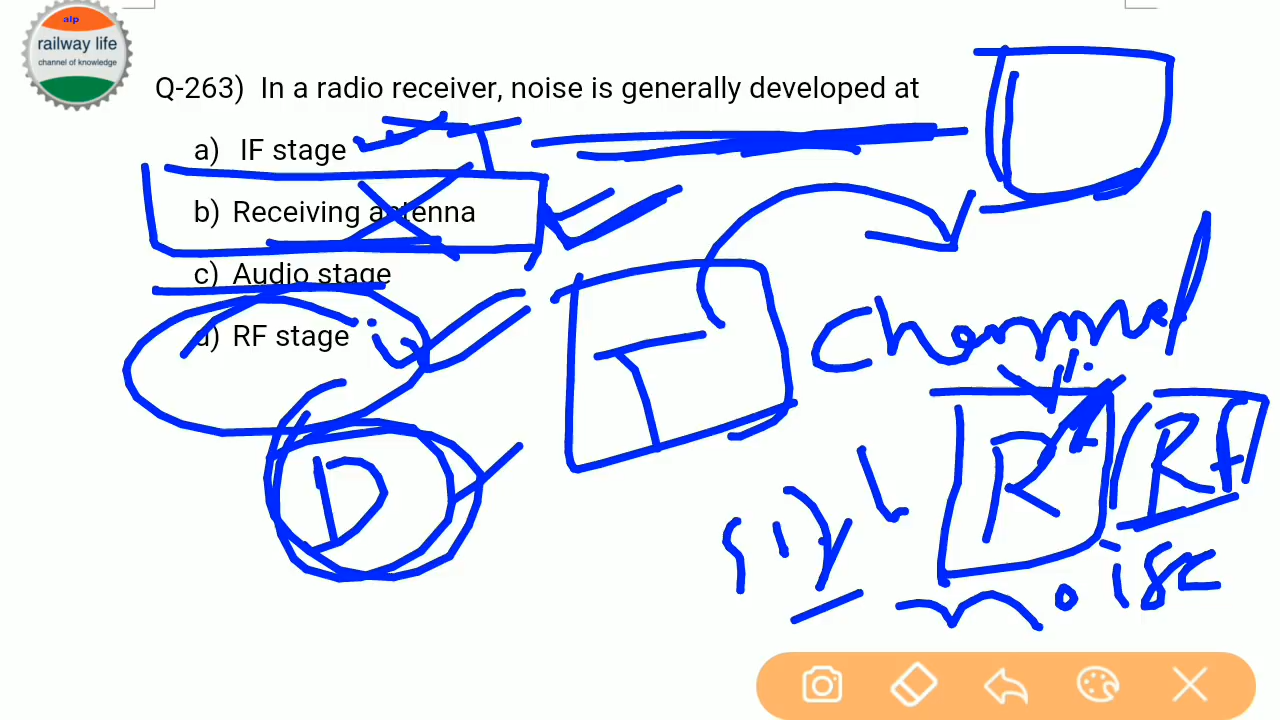 alp
railway life
channel of knowledge
Q-263) In a radio receiver, noise is generally developed at
a) IF stage
b) Receiving antenna
c) Audio stage
d) RF stage
T
channel
R
RF
D